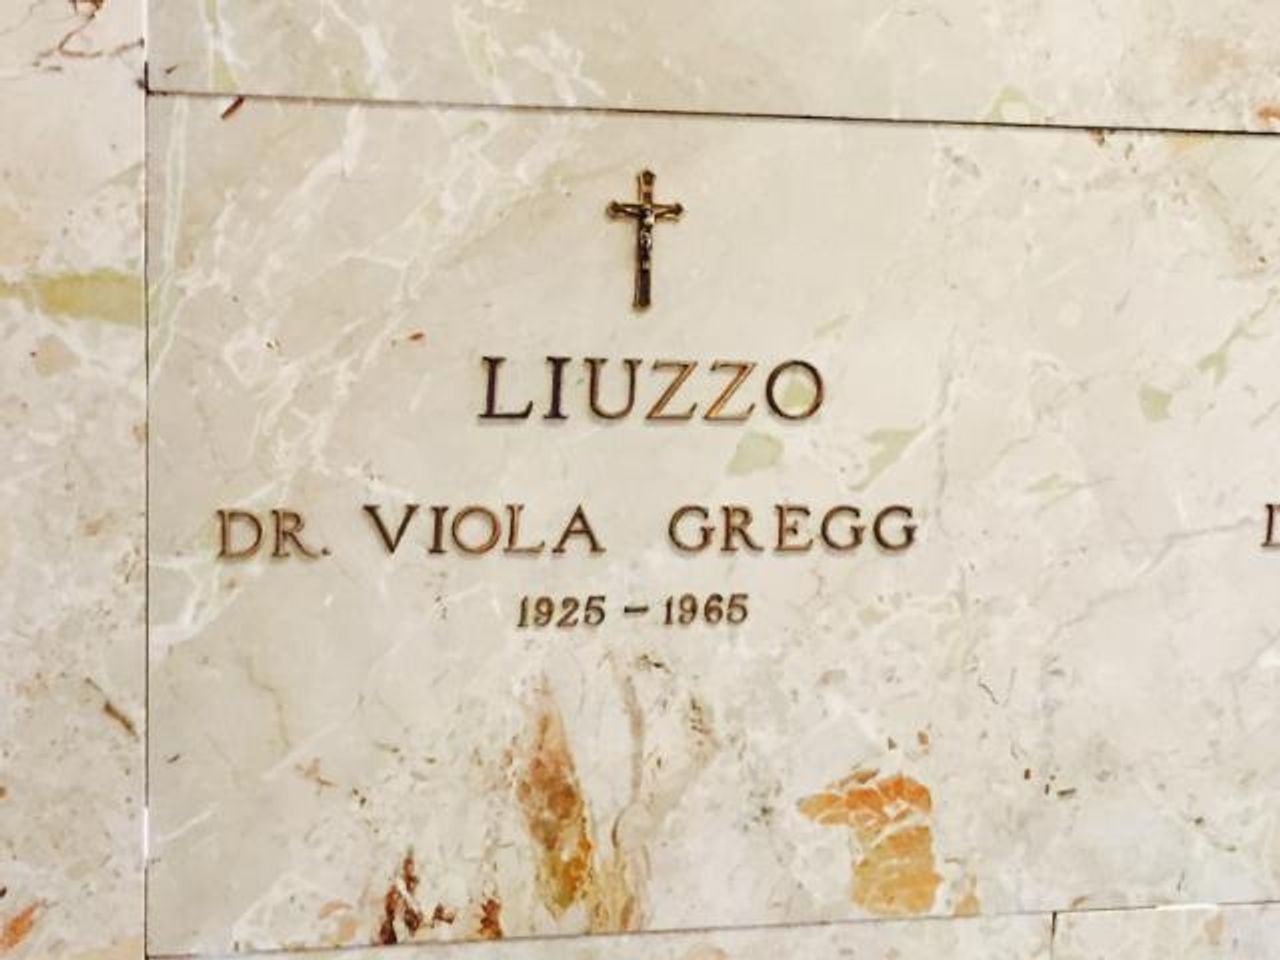 LIUZZO
DR. VIOLA GREGG
1925 - 1965